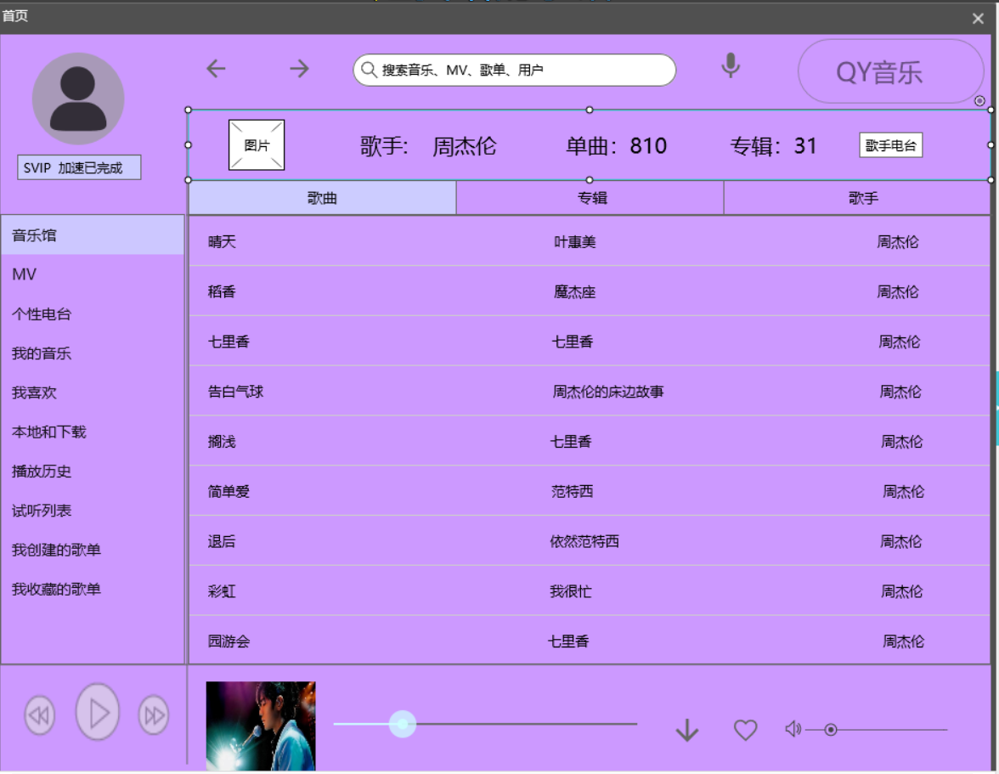 首页
搜索音乐、MV、歌单、用户
QY音乐
SVIP 加速已完成
图片
歌手: 周杰伦 单曲: 810 专辑: 31 歌手电台
歌曲 专辑 歌手
音乐馆
MV
个性电台
我的音乐
我喜欢
本地和下载
播放历史
试听列表
我创建的歌单
我收藏的歌单
晴天 叶惠美 周杰伦
稻香 魔杰座 周杰伦
七里香 七里香 周杰伦
告白气球 周杰伦的床边故事 周杰伦
搁浅 七里香 周杰伦
简单爱 范特西 周杰伦
退后 依然范特西 周杰伦
彩虹 我很忙 周杰伦
园游会 七里香 周杰伦